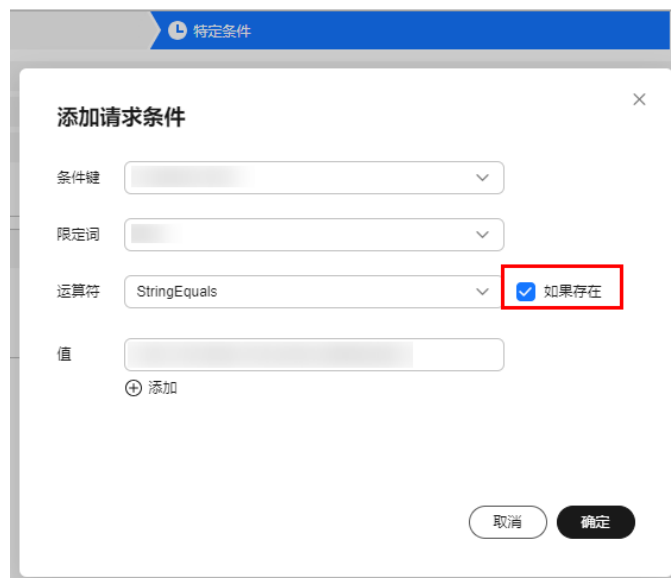 特定条件
添加请求条件
条件键
限定词
运算符 StringEquals 如果存在
值
添加
取消 确定